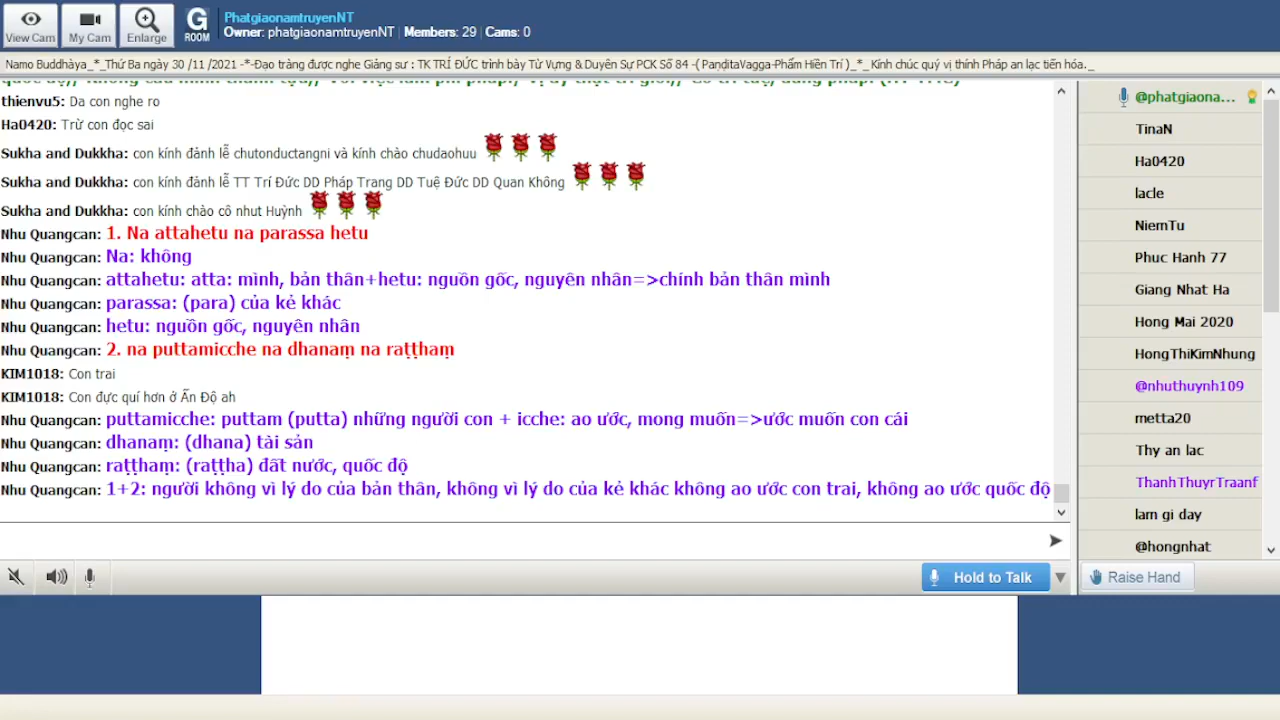 PhatgiaonamtruyenNT
Owner: phatgiaonamtruyenNT | Members: 29 | Cams: 0
View Cam
My Cam
Enlarge
G
ROOM
Namo Buddhàya_*_Thứ Ba ngày 30 /11 /2021 -*-Đạo tràng được nghe Giảng sư : TK TRÍ ĐỨC trình bày Từ Vựng & Duyên Sự PCK Số 84 -( PaṇḍitaVagga-Phẩm Hiền Trí )_*_ Kính chúc quý vị thính Pháp an lạc tiến hóa._
thienvu5: Da con nghe ro
Ha0420: Trừ con đọc sai
Sukha and Dukkha: con kính đảnh lễ chutonductangni và kính chào chudaohuu
Sukha and Dukkha: con kính đảnh lễ TT Trí Đức DD Pháp Trang DD Tuệ Đức DD Quan Không
Sukha and Dukkha: con kính chào cô nhut Huỳnh
Nhu Quangcan: 1. Na attahetu na parassa hetu
Nhu Quangcan: Na: không
Nhu Quangcan: attahetu: atta: mình, bản thân+hetu: nguồn gốc, nguyên nhân=>chính bản thân mình
Nhu Quangcan: parassa: (para) của kẻ khác
Nhu Quangcan: hetu: nguồn gốc, nguyên nhân
Nhu Quangcan: 2. na puttamicche na dhanaṃ na raṭṭhaṃ
KIM1018: Con trai
KIM1018: Con đực quí hơn ở Ấn Độ ah
Nhu Quangcan: puttamicche: puttam (putta) những người con + icche: ao ước, mong muốn=>ước muốn con cái
Nhu Quangcan: dhanaṃ: (dhana) tài sản
Nhu Quangcan: raṭṭhaṃ: (raṭṭha) đất nước, quốc độ
Nhu Quangcan: 1+2: người không vì lý do của bản thân, không vì lý do của kẻ khác không ao ước con trai, không ao ước quốc độ
@phatgiaona...
TinaN
Ha0420
lacle
NiemTu
Phuc Hanh 77
Giang Nhat Ha
Hong Mai 2020
HongThiKimNhung
@nhuthuynh109
metta20
Thy an lac
ThanhThuyrTraanf
lam gi day
@hongnhat
Hold to Talk
Raise Hand